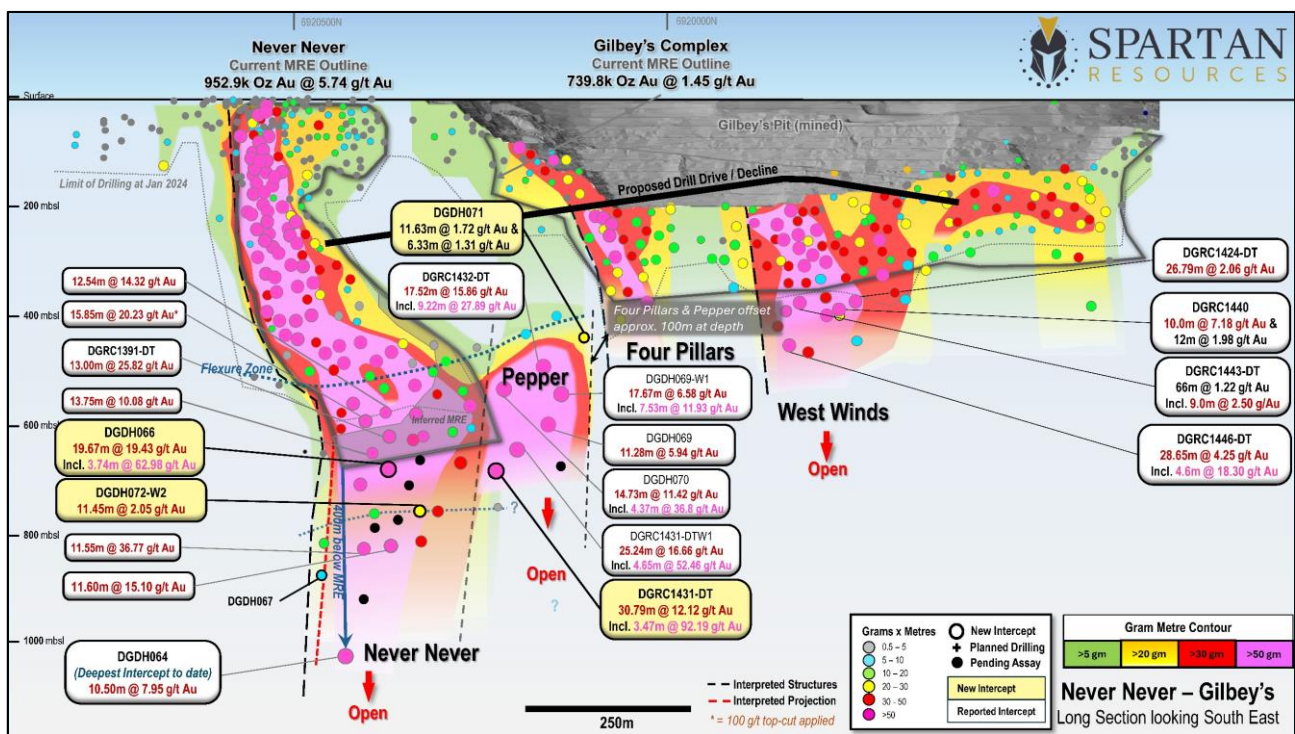 6920500N
6920000N
Never Never
Current MRE Outline
952.9k Oz Au @ 5.74 g/t Au
Gilbey's Complex
Current MRE Outline
739.8k Oz Au @ 1.45 g/t Au
SPARTAN
RESOURCES
Surface
Gilbey's Pit (mined)
Limit of Drilling at Jan 2024
Proposed Drill Drive / Decline
200 mbsl
400 mbsl
600 mbsl
800 mbsl
1000 mbsl
DGDH071
11.63m @ 1.72 g/t Au &
6.33m @ 1.31 g/t Au
DGRC1432-DT
17.52m @ 15.86 g/t Au
Incl. 9.22m @ 27.89 g/t Au
12.54m @ 14.32 g/t Au
15.85m @ 20.23 g/t Au*
DGRC1391-DT
13.00m @ 25.82 g/t Au
13.75m @ 10.08 g/t Au
DGDH066
19.67m @ 19.43 g/t Au
Incl. 3.74m @ 62.98 g/t Au
DGDH072-W2
11.45m @ 2.05 g/t Au
11.55m @ 36.77 g/t Au
11.60m @ 15.10 g/t Au
DGDH067
DGDH064
(Deepest Intercept to date)
10.50m @ 7.95 g/t Au
Flexure Zone
Inferred MRE
400m below MRE
Never Never
Open
Pepper
Open
?
?
Four Pillars & Pepper offset
approx. 100m at depth
Four Pillars
DGDH069-W1
17.67m @ 6.58 g/t Au
Incl. 7.53m @ 11.93 g/t Au
DGDH069
11.28m @ 5.94 g/t Au
DGDH070
14.73m @ 11.42 g/t Au
Incl. 4.37m @ 36.8 g/t Au
DGRC1431-DTW1
25.24m @ 16.66 g/t Au
Incl. 4.65m @ 52.46 g/t Au
DGRC1431-DT
30.79m @ 12.12 g/t Au
Incl. 3.47m @ 92.19 g/t Au
West Winds
Open
DGRC1424-DT
26.79m @ 2.06 g/t Au
DGRC1440
10.0m @ 7.18 g/t Au &
12m @ 1.98 g/t Au
DGRC1443-DT
66m @ 1.22 g/t Au
Incl. 9.0m @ 2.50 g/Au
DGRC1446-DT
28.65m @ 4.25 g/t Au
Incl. 4.6m @ 18.30 g/t Au
250m
Interpreted Structures
Interpreted Projection
* = 100 g/t top-cut applied
Grams x Metres
0.5 – 5
5 – 10
10 – 20
20 – 30
30 - 50
>50
New Intercept
Planned Drilling
Pending Assay
New Intercept
Reported Intercept
Gram Metre Contour
>5 gm
>20 gm
>30 gm
>50 gm
Never Never – Gilbey's
Long Section looking South East